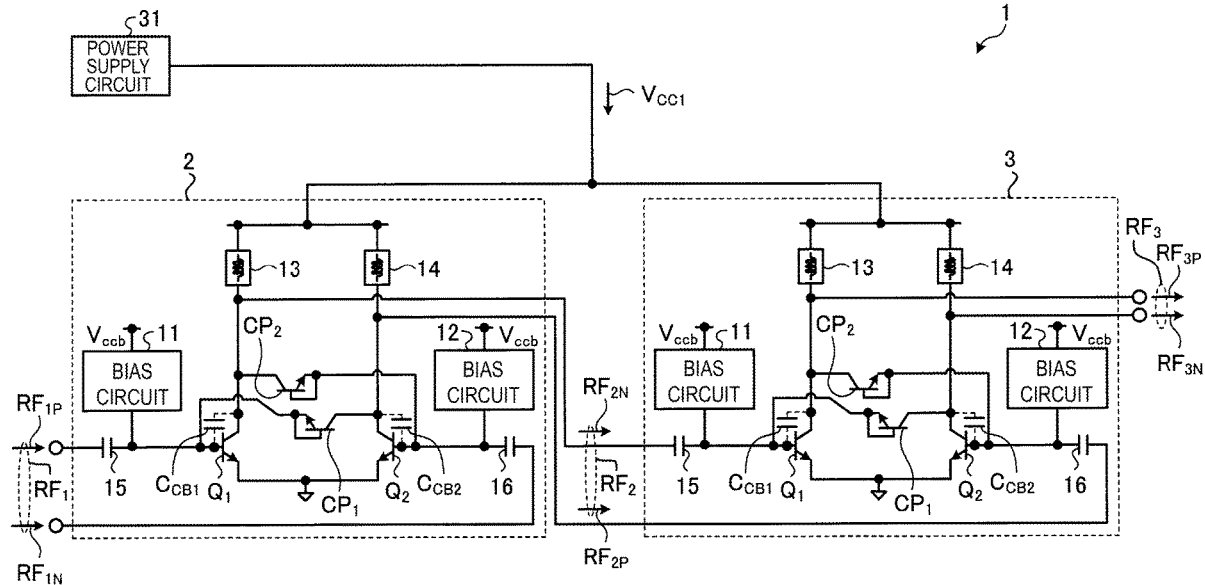 31
POWER
SUPPLY
CIRCUIT
1
VCC1
2
3
13
14
13
14
RF3
RF3P
RF3N
Vccb
11
BIAS
CIRCUIT
CP2
12
Vccb
BIAS
CIRCUIT
Vccb
11
BIAS
CIRCUIT
CP2
12
Vccb
BIAS
CIRCUIT
RF1P
RF1
RF1N
15
CCB1
Q1
CP1
Q2
CCB2
16
RF2N
RF2
RF2P
15
CCB1
Q1
CP1
Q2
CCB2
16